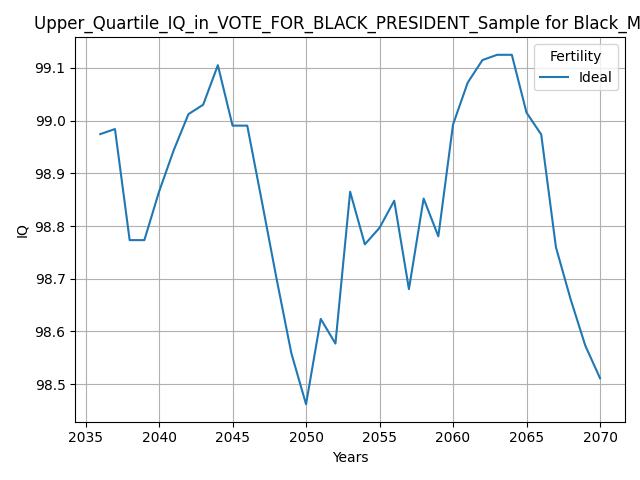 Upper_Quartile_IQ_in_VOTE_FOR_BLACK_PRESIDENT_Sample for Black_M
Fertility
Ideal
99.1
99.0
98.9
98.8
98.7
98.6
98.5
IQ
2035 2040 2045 2050 2055 2060 2065 2070
Years